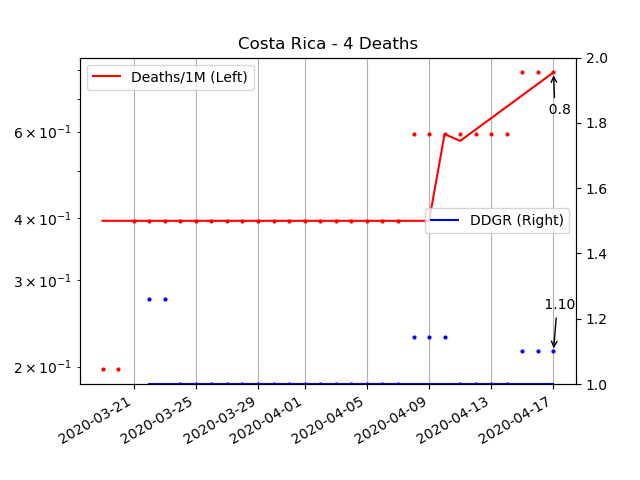 Costa Rica - 4 Deaths
Deaths/1M (Left)
DDGR (Right)
0.8
1.10
6 × 10⁻¹
4 × 10⁻¹
3 × 10⁻¹
2 × 10⁻¹
2.0
1.8
1.6
1.4
1.2
1.0
2020-03-21
2020-03-25
2020-03-29
2020-04-01
2020-04-05
2020-04-09
2020-04-13
2020-04-17